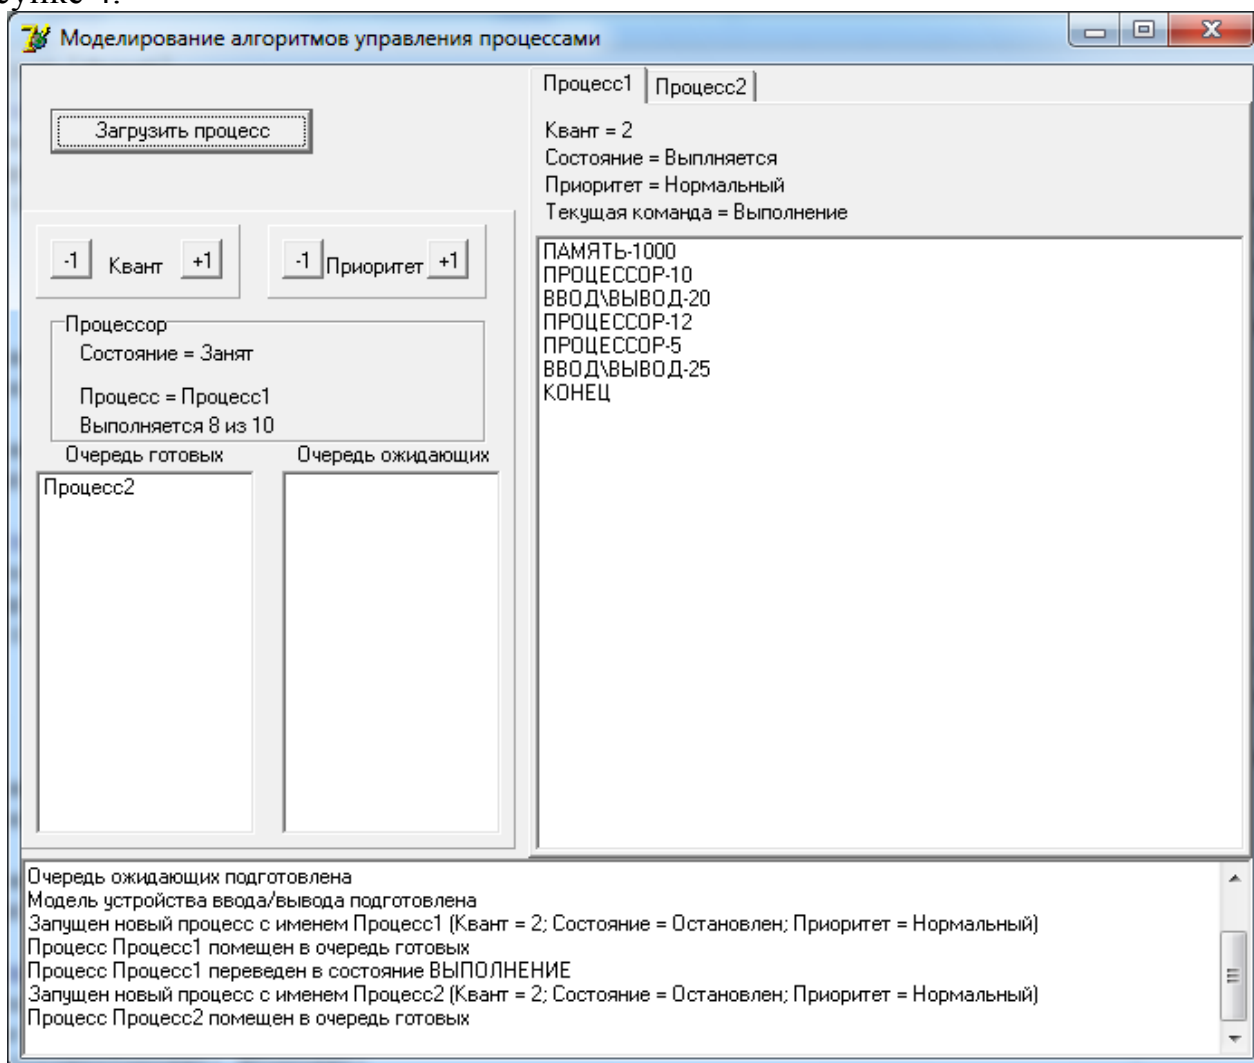 Моделирование алгоритмов управления процессами
Загрузить процесс
-1 Квант +1
-1 Приоритет +1
Процессор
Состояние = Занят
Процесс = Процесс1
Выполняется 8 из 10
Очередь готовых
Очередь ожидающих
Процесс2
Процесс1
Процесс2
Квант = 2
Состояние = Выплняется
Приоритет = Нормальный
Текущая команда = Выполнение
ПАМЯТЬ-1000
ПРОЦЕССОР-10
ВВОД\ВЫВОД-20
ПРОЦЕССОР-12
ПРОЦЕССОР-5
ВВОД\ВЫВОД-25
КОНЕЦ
Очередь ожидающих подготовлена
Модель устройства ввода/вывода подготовлена
Запущен новый процесс с именем Процесс1 (Квант = 2; Состояние = Остановлен; Приоритет = Нормальный)
Процесс Процесс1 помещен в очередь готовых
Процесс Процесс1 переведен в состояние ВЫПОЛНЕНИЕ
Запущен новый процесс с именем Процесс2 (Квант = 2; Состояние = Остановлен; Приоритет = Нормальный)
Процесс Процесс2 помещен в очередь готовых